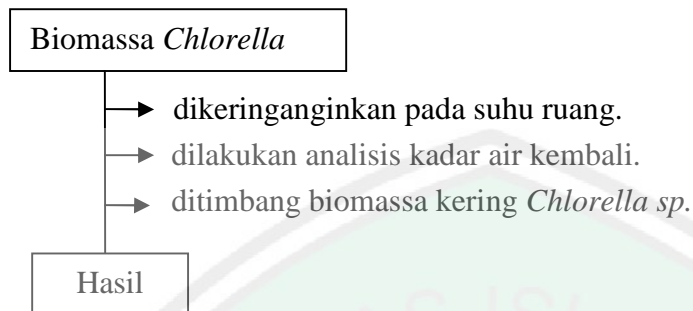 Biomassa Chlorella
dikeringanginkan pada suhu ruang.
dilakukan analisis kadar air kembali.
ditimbang biomassa kering Chlorella sp.
Hasil